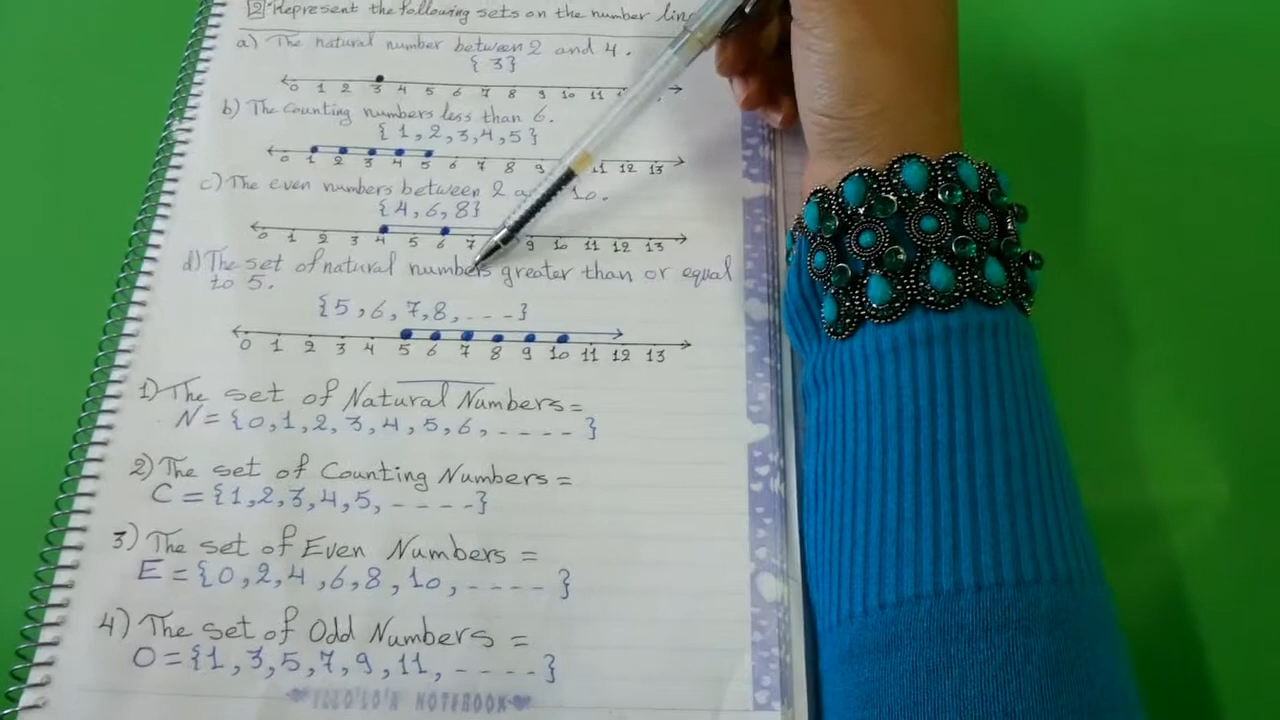 2 Represent the following sets on the number
a) The natural number between 2 and 4.
{3}
0 1 2 3 4 5 6 7 8 9 10 11
b) The Counting numbers less than 6.
{1,2,3,4,5}
0 1 2 3 4 5 6 7 8 9 11 12 13
c) The even numbers between 2 10.
{4,6,8}
0 1 2 3 4 5 6 7 9 10 11 12 13
d) The set of natural numbers greater than or equal
to 5.
{5,6,7,8,---}
0 1 2 3 4 5 6 7 8 9 10 11 12 13
1) The set of Natural Numbers=
N={0,1,2,3,4,5,6,----}
2) The set of Counting Numbers=
C={1,2,3,4,5,----}
3) The set of Even Numbers=
E={0,2,4,6,8,10,----}
4) The set of Odd Numbers=
O={1,3,5,7,9,11,----}
NOTEBOOK